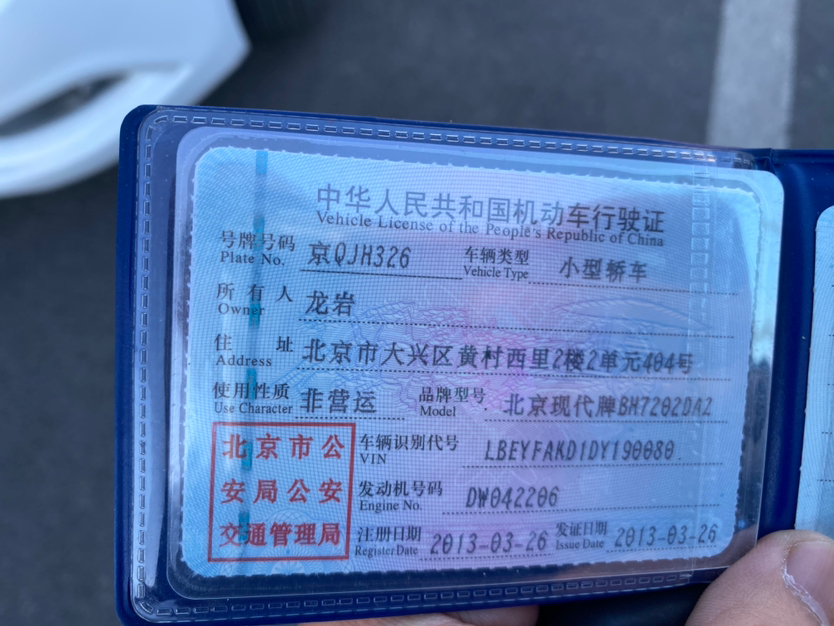 中华人民共和国机动车行驶证
Vehicle License of the People's Republic of China
号牌号码 京QJH326 车辆类型 小型轿车
Plate No. Vehicle Type
所有人 龙岩
Owner
住址 北京市大兴区黄村西里2楼2单元404号
Address
使用性质 非营运 品牌型号 北京现代牌BH7202DAZ
Use Character Model
北京市公 车辆识别代号 LBEYFAKD1DY190080
VIN
安局公安 发动机号码 DW042206
Engine No.
交通管理局 注册日期 2013-03-26 发证日期 2013-03-26
Register Date Issue Date